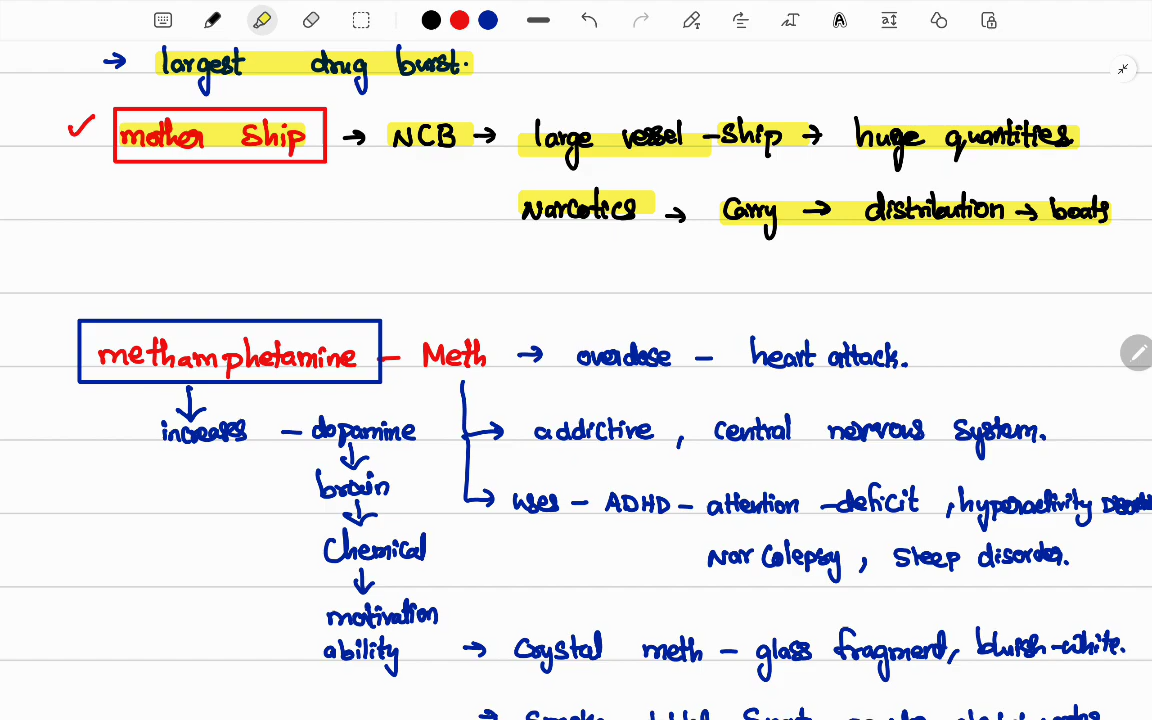 → largest drug burst.
✓ mother Ship → NCB → large vessel - Ship → huge quantities
Narcotics → Carry → distribution → boats
methamphetamine - Meth → overdose - heart attack.
increases - dopamine → addictive, central nervous System.
brain → uses - ADHD - attention - deficit, hyperactivity
Chemical Narcolepsy, sleep disorder.
motivation
ability → Crystal meth - glass fragment, bluish-white.